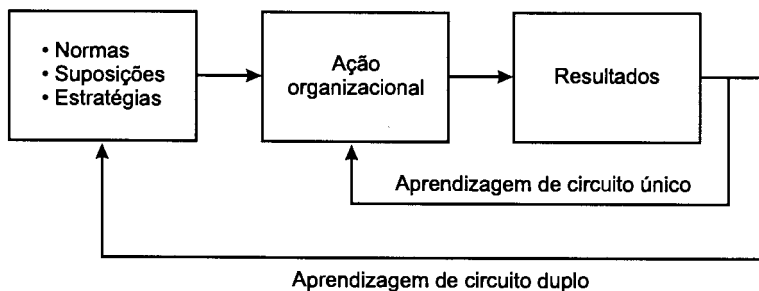 • Normas
• Suposições
• Estratégias
Ação
organizacional
Resultados
Aprendizagem de circuito único
Aprendizagem de circuito duplo